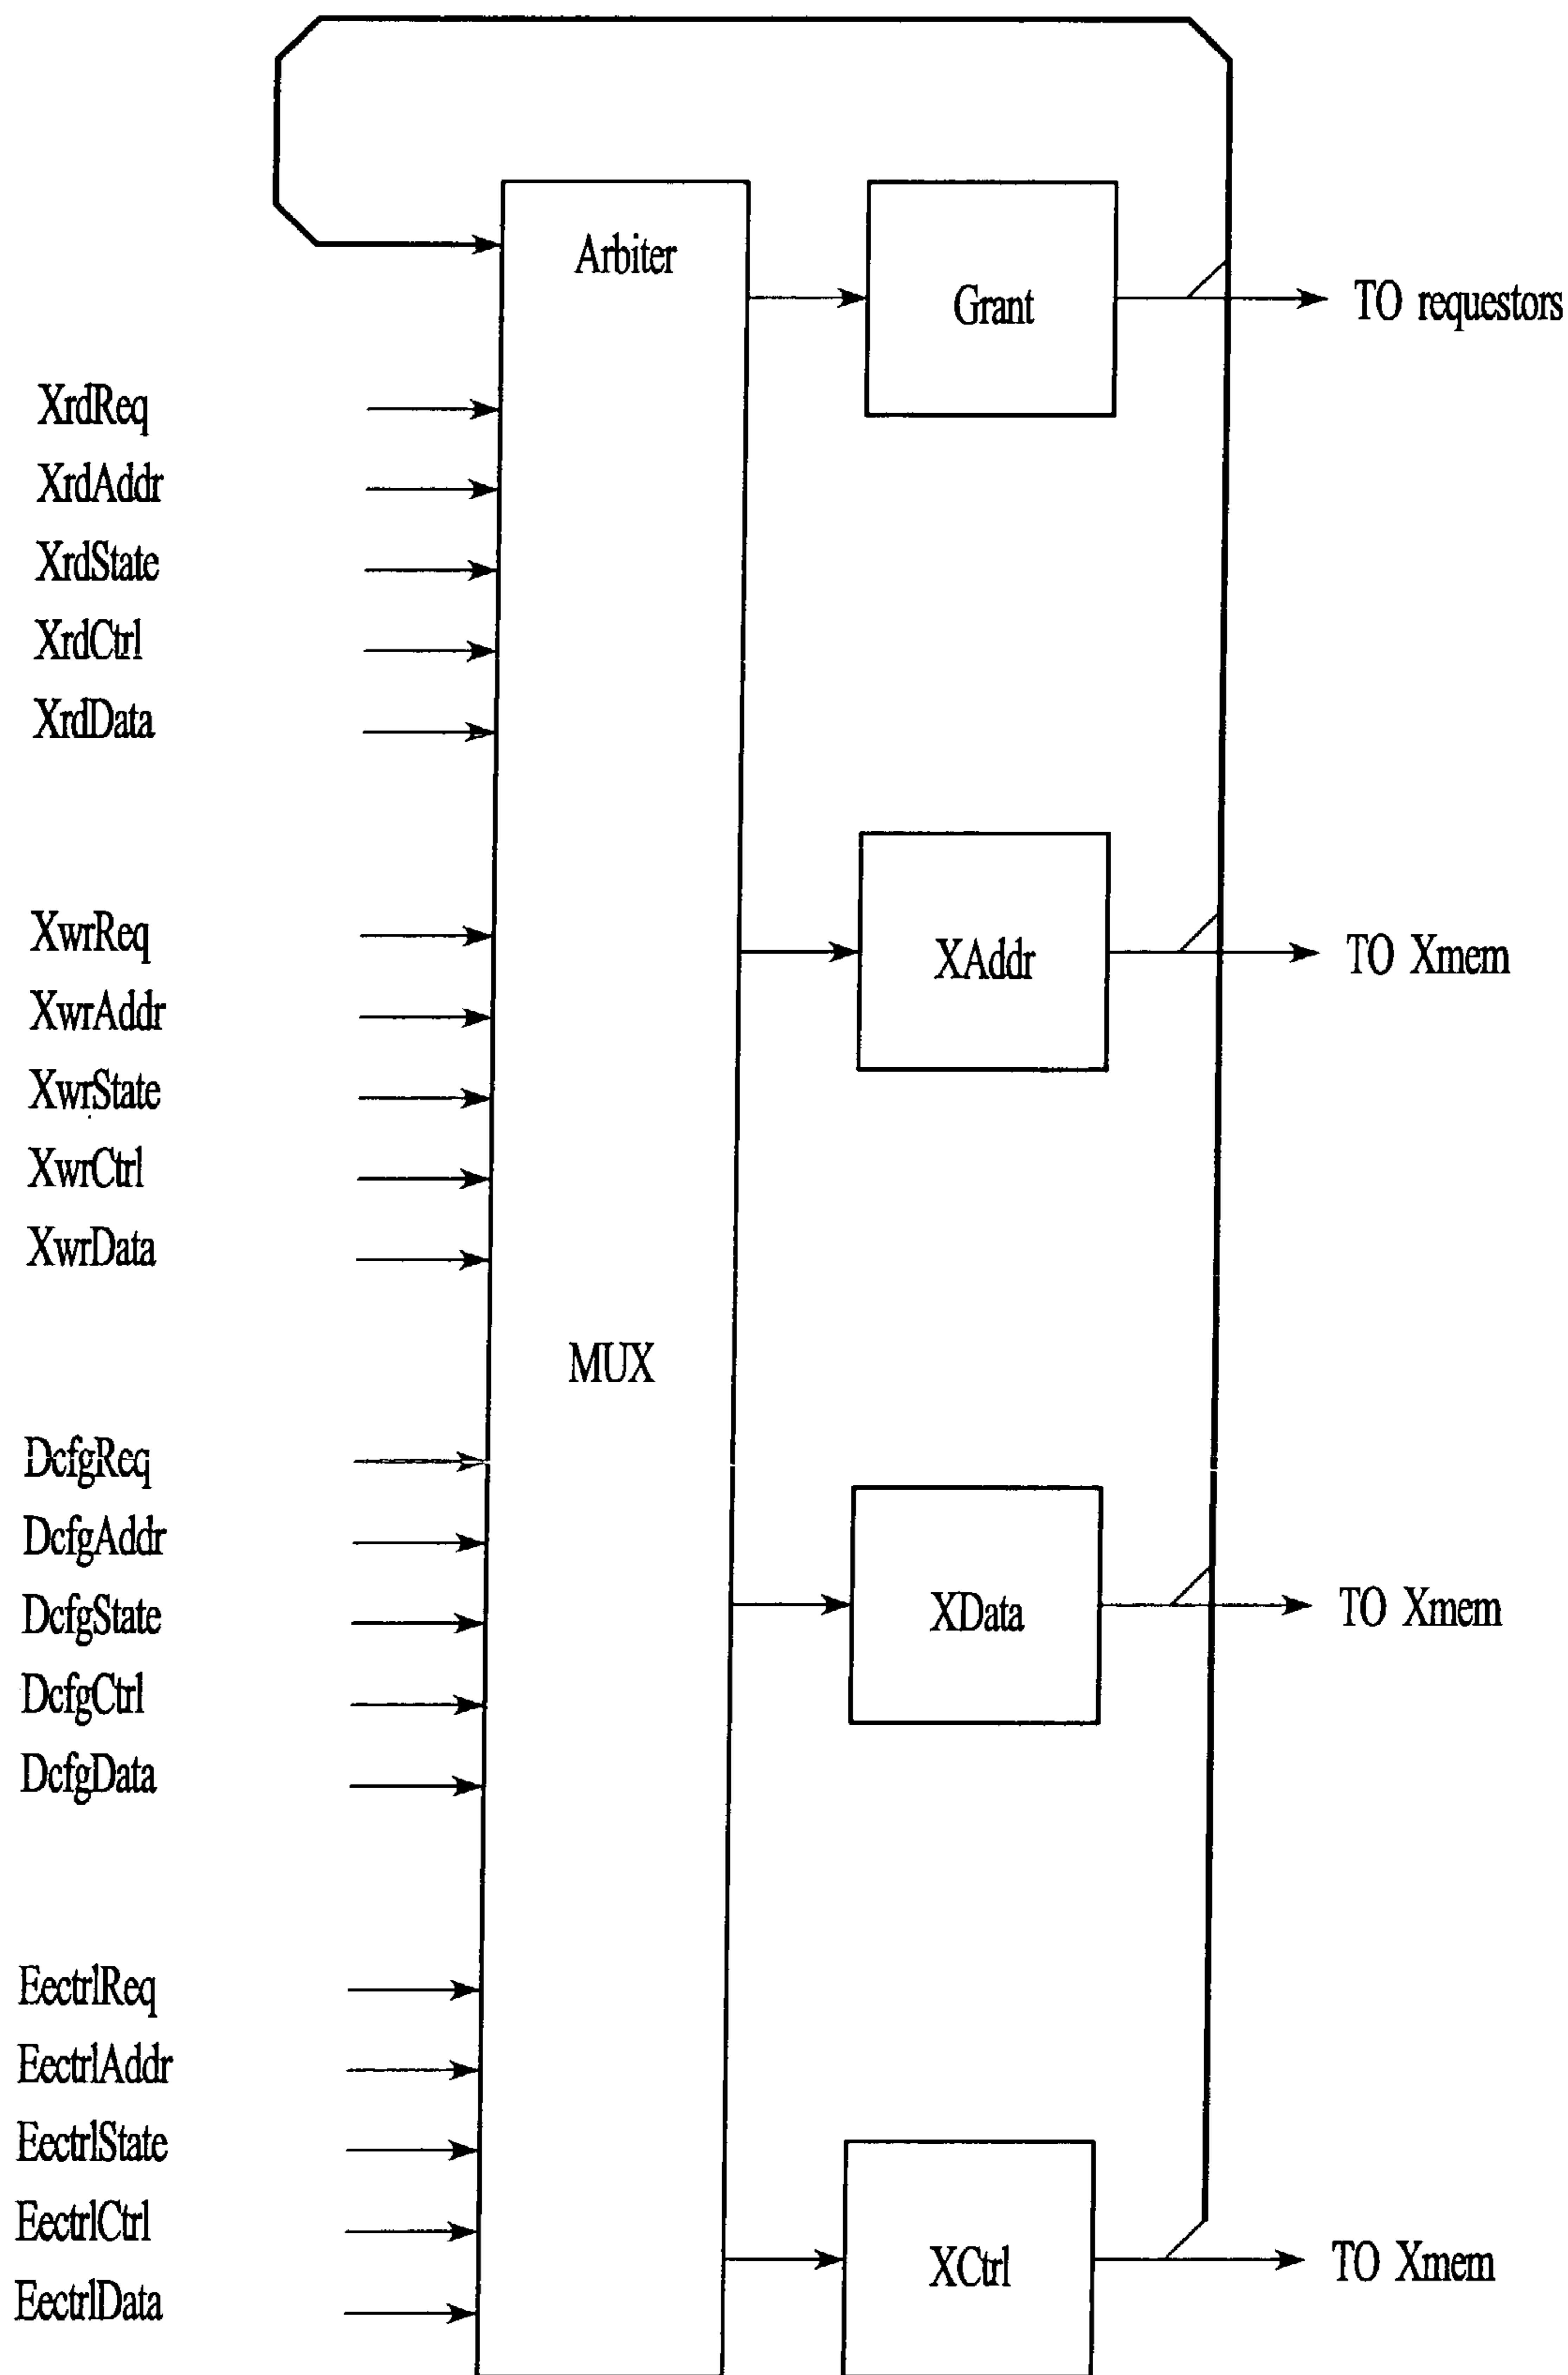 Arbiter
Grant
TO requestors
XrdReq
XrdAddr
XrdState
XrdCtrl
XrdData
XwrReq
XAddr
TO Xmem
XwrAddr
XwrState
XwrCtrl
XwrData
MUX
DcfgReq
DcfgAddr
DcfgState
XData
TO Xmem
DcfgCtrl
DcfgData
EectrlReq
EectrlAddr
EectrlState
EectrlCtrl
XCtrl
TO Xmem
EectrlData